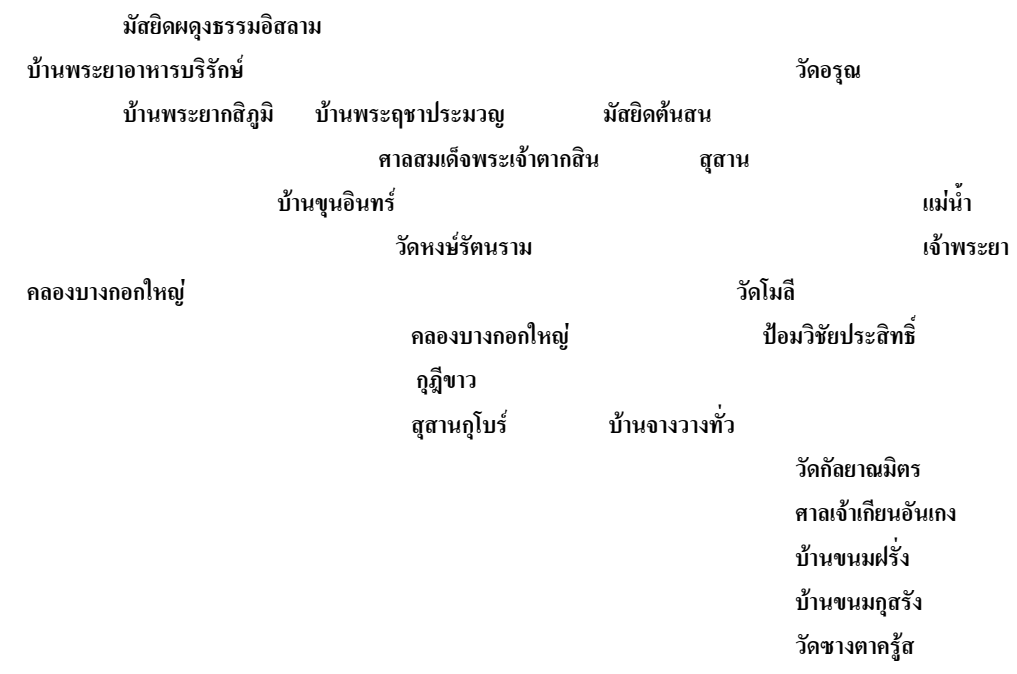 มัสยิดผดุงธรรมอิสลาม
บ้านพระยาอาหารบริรักษ์ วัดอรุณ
บ้านพระยากสิภูมิ บ้านพระฤชาประมวญ มัสยิดต้นสน
ศาลสมเด็จพระเจ้าตากสิน สุสาน
บ้านขุนอินทร์ แม่น้ำ
วัดหงษ์รัตนราม เจ้าพระยา
คลองบางกอกใหญ่ วัดโมลี
คลองบางกอกใหญ่ ป้อมวิชัยประสิทธิ์
กุฎีขาว
สุสานกุโบร์ บ้านจางวางทั่ว
วัดกัลยาณมิตร
ศาลเจ้าเกียนอันเกง
บ้านขนมฝรั่ง
บ้านขนมกุสรัง
วัดซางตาครู้ส